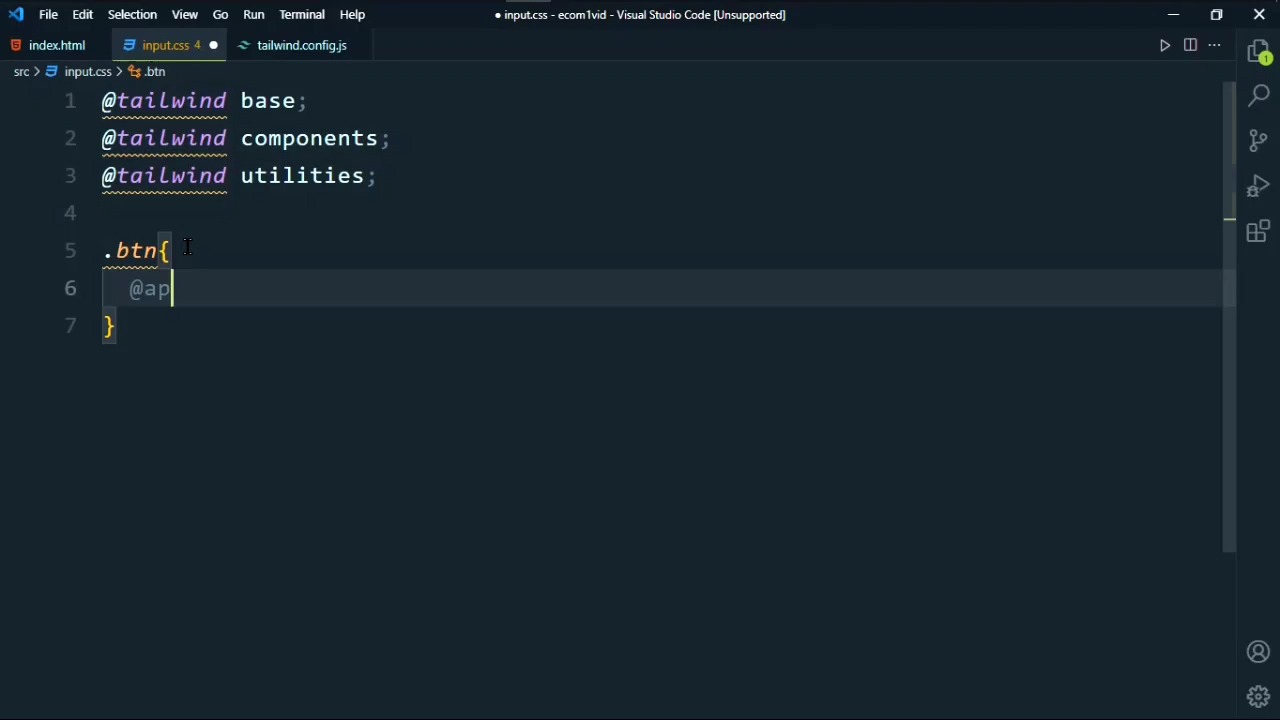 File Edit Selection View Go Run Terminal Help
● input.css - ecom1vid - Visual Studio Code [Unsupported]
index.html
input.css 4
tailwind.config.js
src > input.css > .btn
1 @tailwind base;
2 @tailwind components;
3 @tailwind utilities;
4
5 .btn{
6 @ap
7 }
1